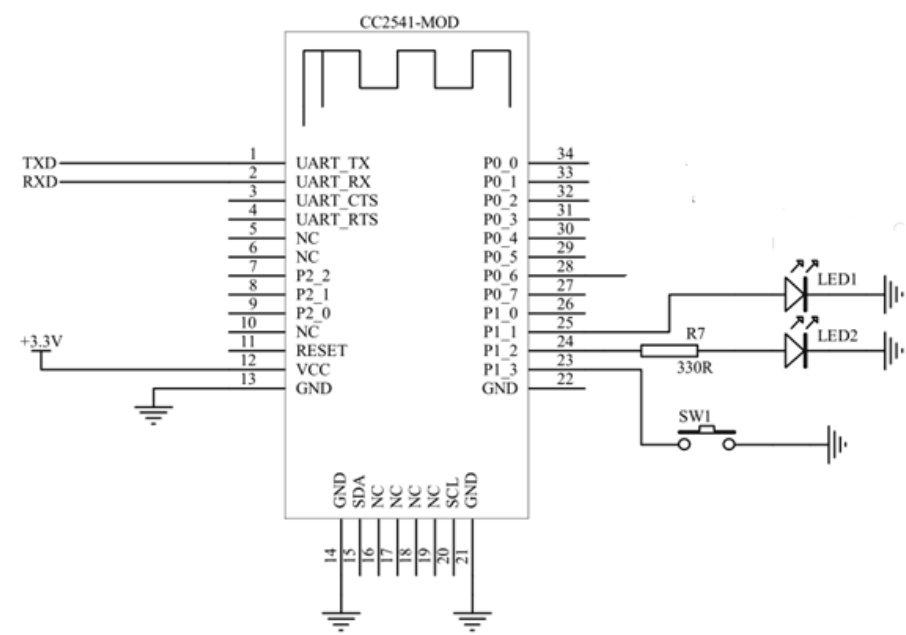 CC2541-MOD
TXD 1 UART_TX P0_0 34
RXD 2 UART_RX P0_1 33
3 UART_CTS P0_2 32
4 UART_RTS P0_3 31
5 NC P0_4 30
6 NC P0_5 29
7 P2_2 P0_6 28
8 P2_1 P0_7 27 LED1
9 P2_0 P1_0 26
10 NC P1_1 25
+3.3V 11 RESET P1_2 24 R7 330R LED2
12 VCC P1_3 23
13 GND GND 22
SW1
GND SDA NC NC NC NC SCL GND
14 15 16 17 18 19 20 21